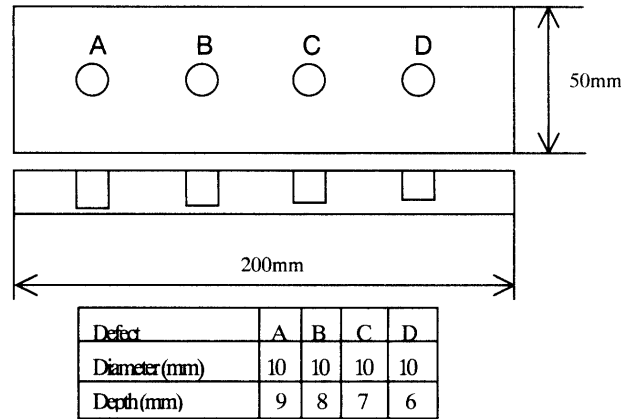 A B C D
50mm
200mm
Defect A B C D
Diameter (mm) 10 10 10 10
Depth (mm) 9 8 7 6